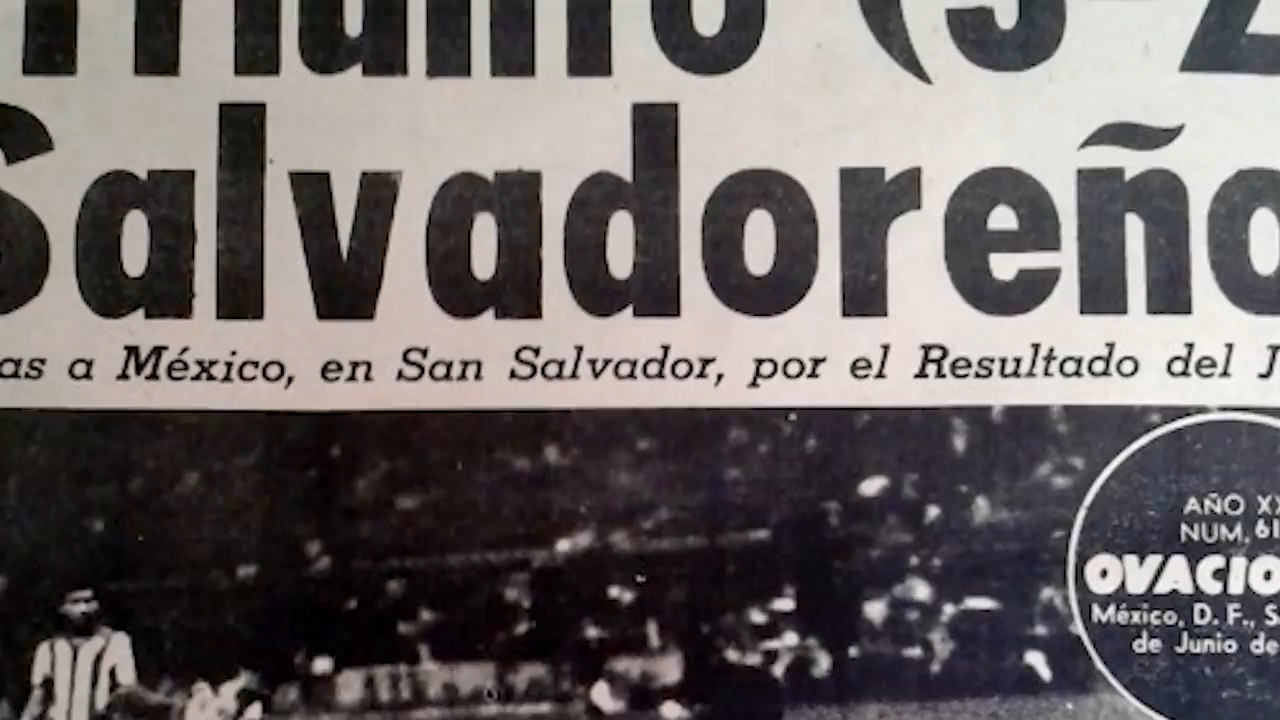 Triunfo (3-2
Salvadoreño
as a México, en San Salvador, por el Resultado del J
AÑO XX
NUM. 61
OVACIO
México, D. F., S
de Junio de